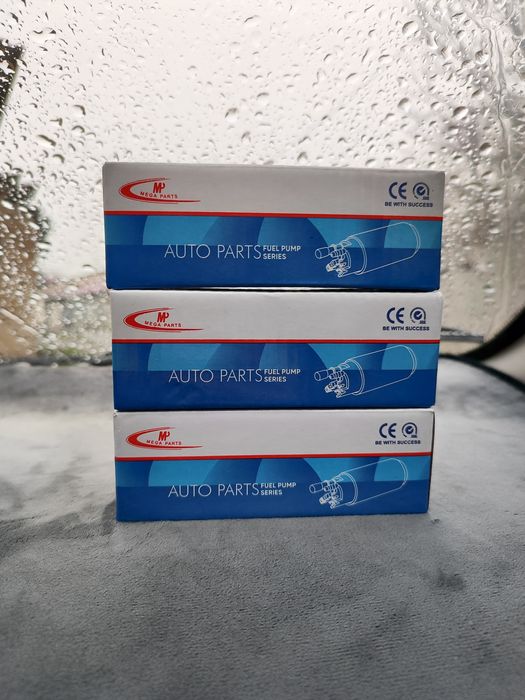 MP
MEGA PARTS
CE
BE WITH SUCCESS
AUTO PARTS FUEL PUMP
SERIES
MP
MEGA PARTS
CE
BE WITH SUCCESS
AUTO PARTS FUEL PUMP
SERIES
MP
MEGA PARTS
CE
BE WITH SUCCESS
AUTO PARTS FUEL PUMP
SERIES